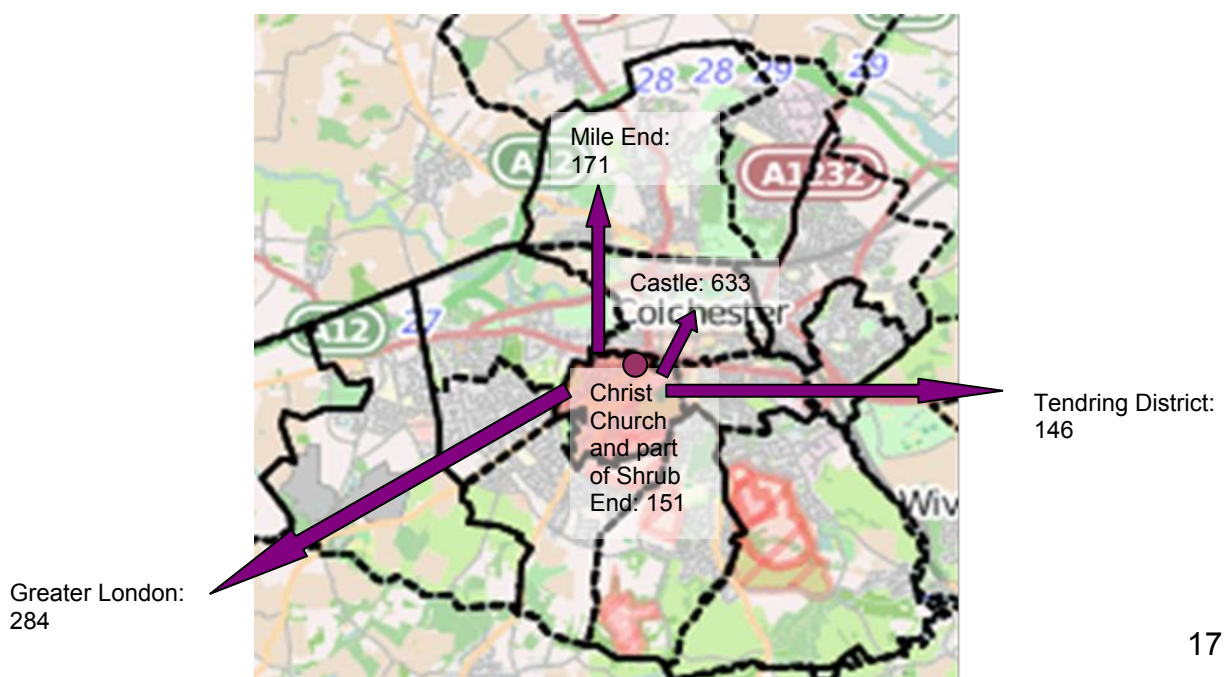 28 28 29 29
Mile End:
171
A12
A1232
Castle: 633
Colchester
A12
27
Christ
Church
and part
of Shrub
End: 151
Tendring District:
146
Wiv
Greater London:
284
17